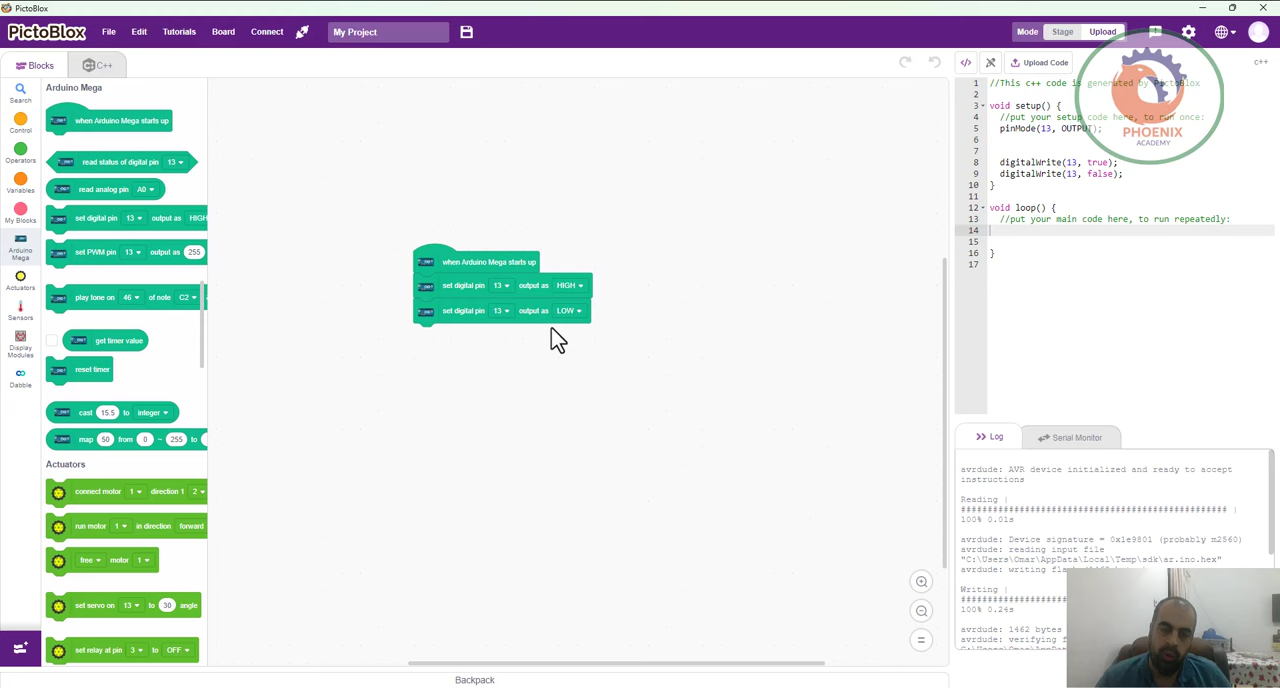 PictoBlox
PictoBlox
File
Edit
Tutorials
Board
Connect
My Project
Mode
Stage
Upload
Blocks
C++
Upload Code
C++
Search
Control
Operators
Variables
My Blocks
Arduino
Mega
Actuators
Sensors
Display
Modules
Dabble
Arduino Mega
when Arduino Mega starts up
read status of digital pin 13
read analog pin A0
set digital pin 13 output as HIGH
set PWM pin 13 output as 255
play tone on 46 of note C2
get timer value
reset timer
cast 15.5 to integer
map 50 from 0 ~ 255 to
Actuators
connect motor 1 direction 1 2
run motor 1 in direction forward
free motor 1
set servo on 13 to 30 angle
set relay at pin 3 to OFF
when Arduino Mega starts up
set digital pin 13 output as HIGH
set digital pin 13 output as LOW
Backpack
1 //This c++ code is generated by PictoBlox
2
3 void setup() {
4 //put your setup code here, to run once:
5 pinMode(13, OUTPUT);
6
7
8 digitalWrite(13, true);
9 digitalWrite(13, false);
10 }
11
12 void loop() {
13 //put your main code here, to run repeatedly:
14
15
16 }
17
PHOENIX
ACADEMY
Log
Serial Monitor
avrdude: AVR device initialized and ready to accept
instructions
Reading |
################################################ |
100% 0.01s
avrdude: Device signature = 0x1e9801 (probably m2560)
avrdude: reading input file
"C:\Users\Omar\AppData\Local\Temp\sdk\ar.ino.hex"
avrdude: writing
Writing |
100% 0.24s
avrdude: 1462 bytes
avrdude: verifying